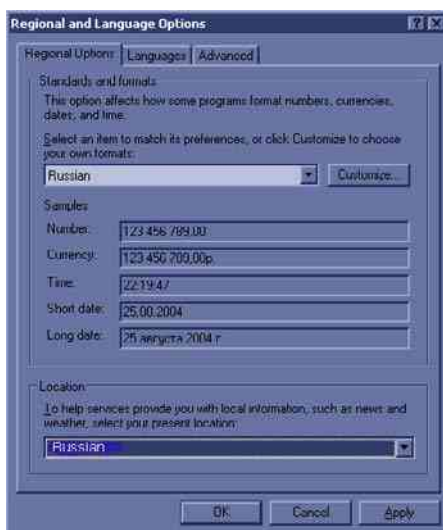 Regional and Language Options
Regional Options Languages Advanced
Standards and formats
This option affects how some programs format numbers, currencies,
dates, and time.
Select an item to match its preferences, or click Customize to choose
your own formats:
Russian Customize...
Samples
Number: 123 456 789,00
Currency: 123 456 789,00р.
Time: 22:19:47
Short date: 25.08.2004
Long date: 25 августа 2004 г.
Location
To help services provide you with local information, such as news and
weather, select your present location:
Russian
OK Cancel Apply